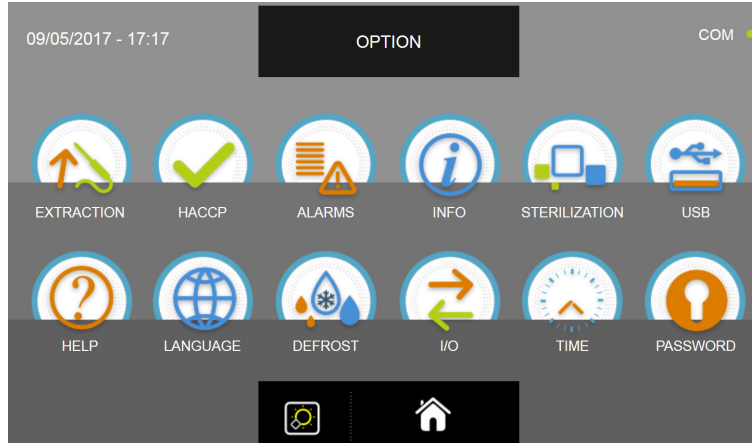 09/05/2017 - 17:17
OPTION
COM
EXTRACTION
HACCP
ALARMS
INFO
STERILIZATION
USB
HELP
LANGUAGE
DEFROST
I/O
TIME
PASSWORD